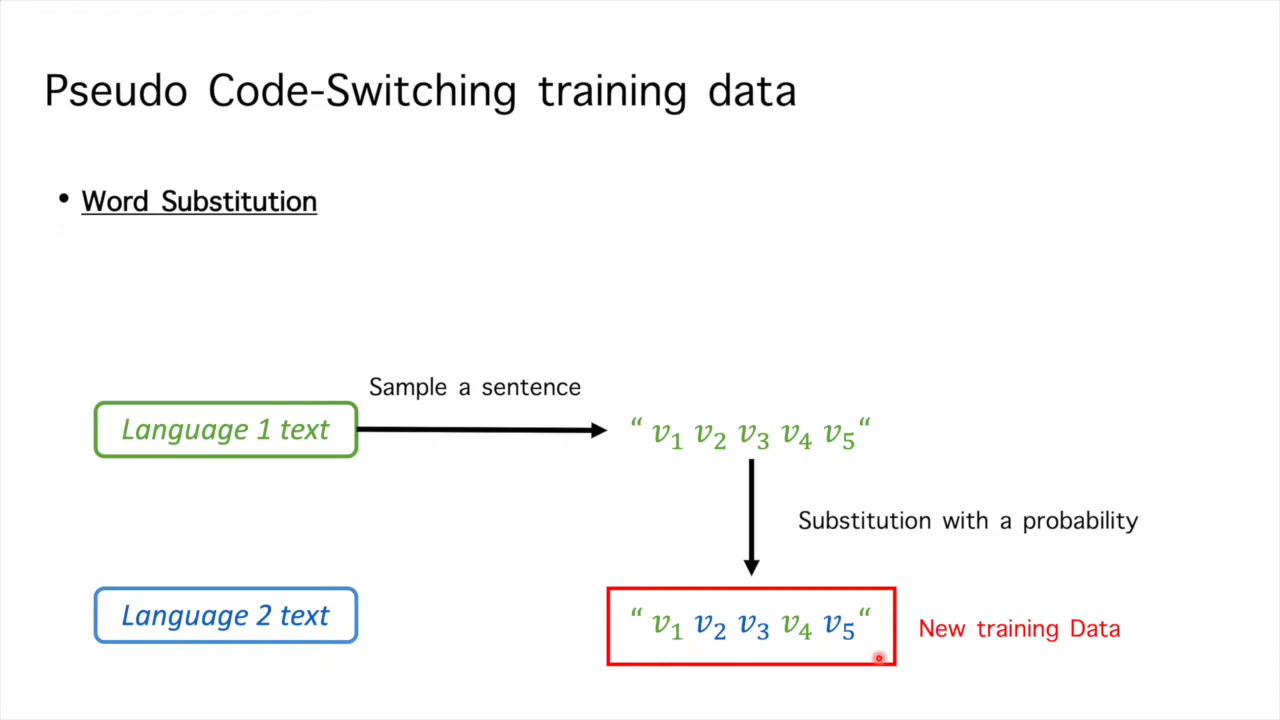 Pseudo Code-Switching training data
• Word Substitution
Sample a sentence
Language 1 text
“ v₁ v₂ v₃ v₄ v₅“
Substitution with a probability
Language 2 text
“ v₁ v₂ v₃ v₄ v₅“
New training Data